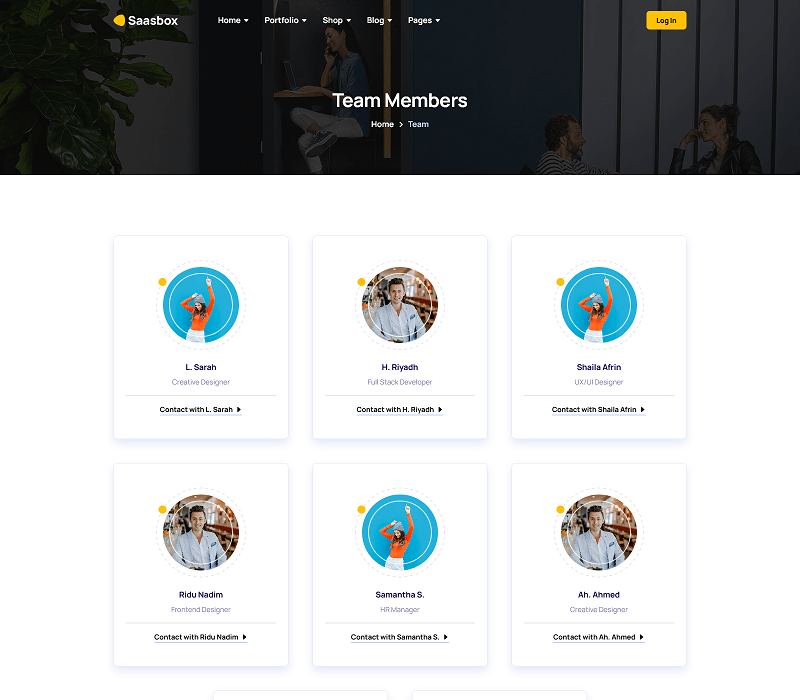 Saasbox Home Portfolio Shop Blog Pages Log In
Team Members
Home > Team
L. Sarah
Creative Designer
Contact with L. Sarah
H. Riyadh
Full Stack Developer
Contact with H. Riyadh
Shaila Afrin
UX/UI Designer
Contact with Shaila Afrin
Ridu Nadim
Frontend Designer
Contact with Ridu Nadim
Samantha S.
HR Manager
Contact with Samantha S.
Ah. Ahmed
Creative Designer
Contact with Ah. Ahmed